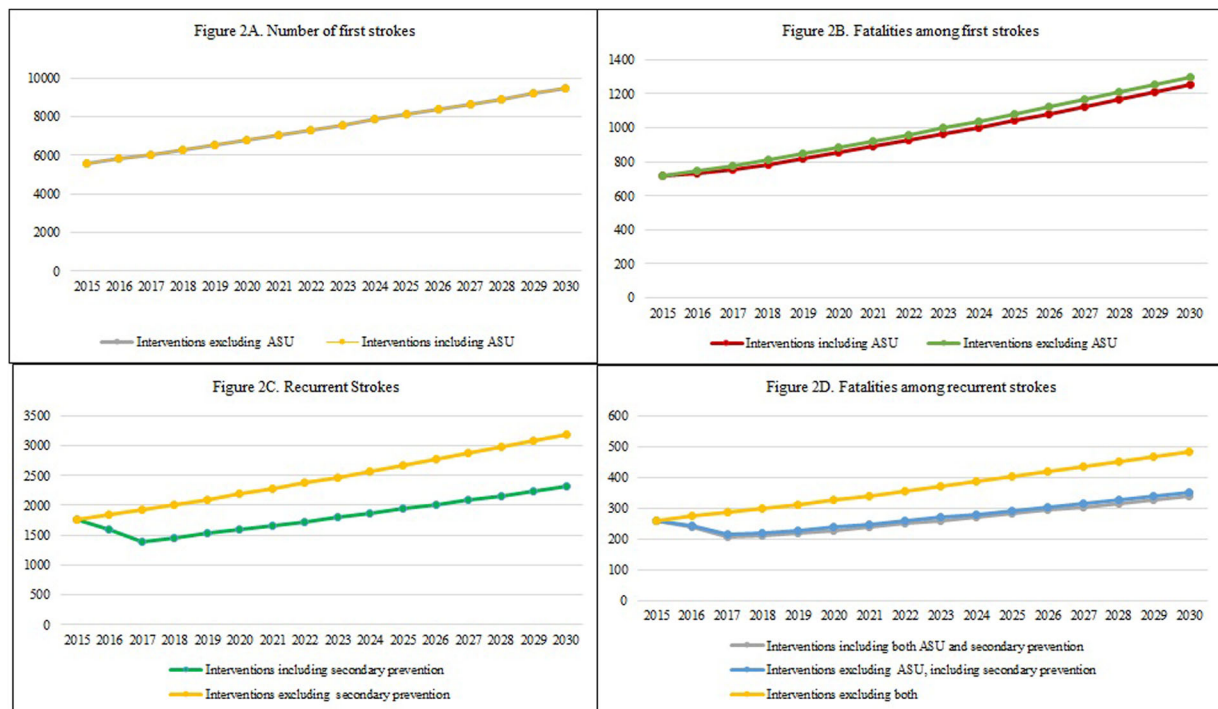 Figure 2A. Number of first strokes
10000
8000
6000
4000
2000
0
2015 2016 2017 2018 2019 2020 2021 2022 2023 2024 2025 2026 2027 2028 2029 2030
Interventions excluding ASU Interventions including ASU
Figure 2B. Fatalities among first strokes
1400
1200
1000
800
600
400
200
0
2015 2016 2017 2018 2019 2020 2021 2022 2023 2024 2025 2026 2027 2028 2029 2030
Interventions including ASU Interventions excluding ASU
Figure 2C. Recurrent Strokes
3500
3000
2500
2000
1500
1000
500
0
2015 2016 2017 2018 2019 2020 2021 2022 2023 2024 2025 2026 2027 2028 2029 2030
Interventions including secondary prevention
Interventions excluding secondary prevention
Figure 2D. Fatalities among recurrent strokes
600
500
400
300
200
100
0
2015 2016 2017 2018 2019 2020 2021 2022 2023 2024 2025 2026 2027 2028 2029 2030
Interventions including both ASU and secondary prevention
Interventions excluding ASU, including secondary prevention
Interventions excluding both